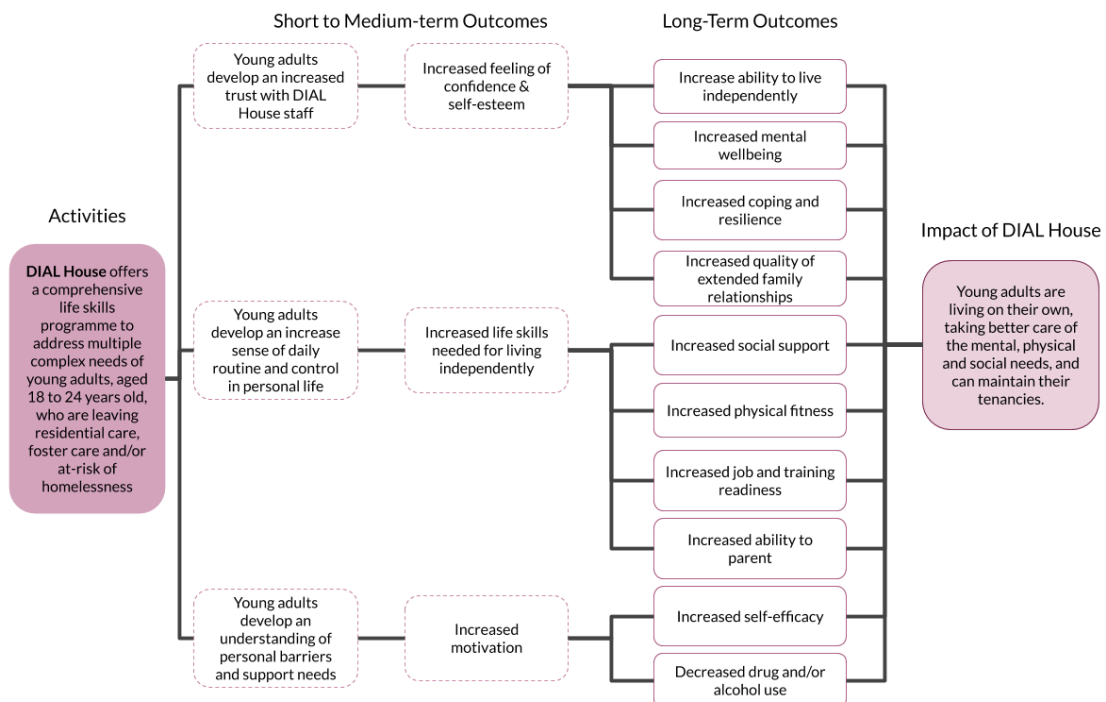 Short to Medium-term Outcomes
Long-Term Outcomes
Activities
DIAL House offers
a comprehensive
life skills
programme to
address multiple
complex needs of
young adults, aged
18 to 24 years old,
who are leaving
residential care,
foster care and/or
at-risk of
homelessness
Young adults
develop an increased
trust with DIAL
House staff
Increased feeling of
confidence &
self-esteem
Increase ability to live
independently
Increased mental
wellbeing
Increased coping and
resilience
Increased quality of
extended family
relationships
Young adults
develop an increase
sense of daily
routine and control
in personal life
Increased life skills
needed for living
independently
Increased social support
Increased physical fitness
Increased job and training
readiness
Increased ability to
parent
Young adults
develop an
understanding of
personal barriers
and support needs
Increased
motivation
Increased self-efficacy
Decreased drug and/or
alcohol use
Impact of DIAL House
Young adults are
living on their own,
taking better care of
the mental, physical
and social needs, and
can maintain their
tenancies.